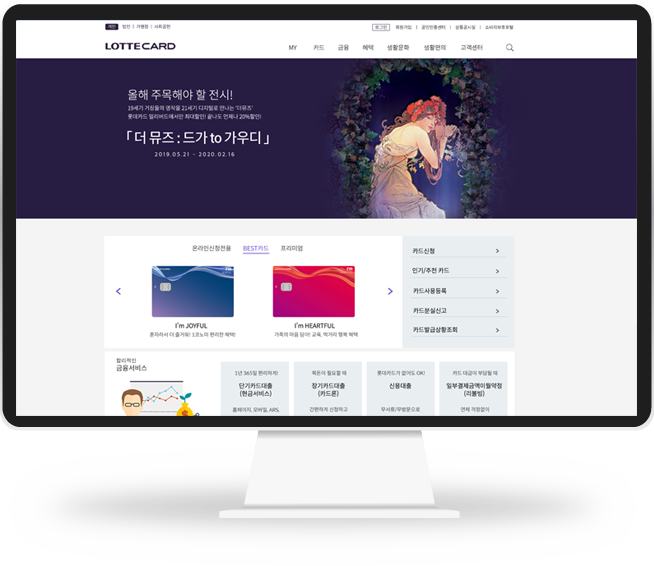 개인 법인 | 가맹점 | 사회공헌
로그인 회원가입 | 공인인증센터 | 상품공시실 | 소비자보호포털
LOTTE CARD
MY 카드 금융 혜택 생활문화 생활편의 고객센터
올해 주목해야 할 전시!
19세기 거장들의 명작을 21세기 디지털로 만나는 '더뮤즈'
롯데카드 얼리버드에서만 최대할인! 끝나도 언제나 20%할인!
「 더 뮤즈 : 드가 to 가우디 」
2019.05.21 - 2020.02.16
온라인신청전용 BEST카드 프리미엄
I'm JOYFUL
혼자라서 더 즐거워! 1코노미 편리한 혜택!
I'm HEARTFUL
가족의 마음 담아! 교육, 먹거리 행복 혜택
카드신청
인기/추천 카드
카드사용등록
카드분실신고
카드발급상황조회
합리적인
금융서비스
1년 365일 편리하게!
단기카드대출
(현금서비스)
홈페이지, 모바일, ARS,
목돈이 필요할 때
장기카드대출
(카드론)
간편하게 신청하고
롯데카드가 없어도 OK!
신용대출
무서류/무방문으로
카드 대금이 부담될 때
일부결제금액이월약정
(리볼빙)
연체 걱정없이